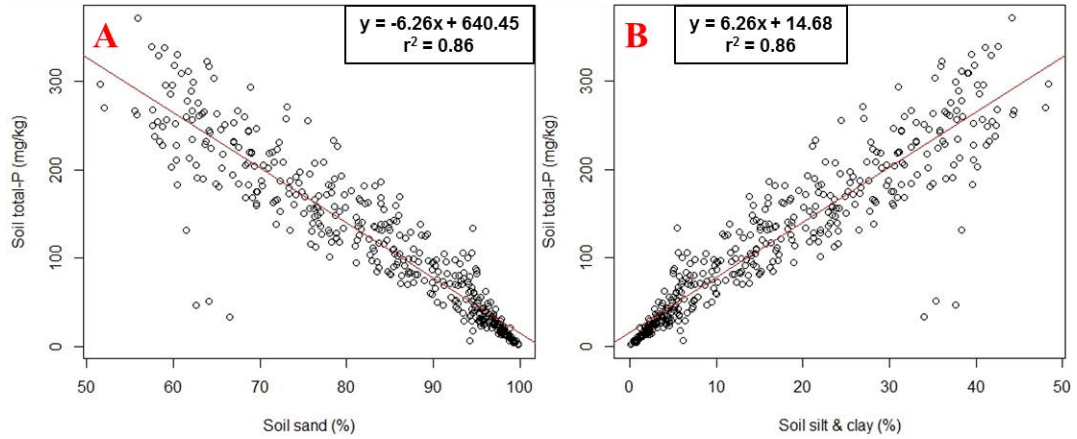 A
y = -6.26x + 640.45
r² = 0.86
Soil total-P (mg/kg)
300
200
100
0
50
60
70
80
90
100
Soil sand (%)
B
y = 6.26x + 14.68
r² = 0.86
Soil total-P (mg/kg)
300
200
100
0
0
10
20
30
40
50
Soil silt & clay (%)